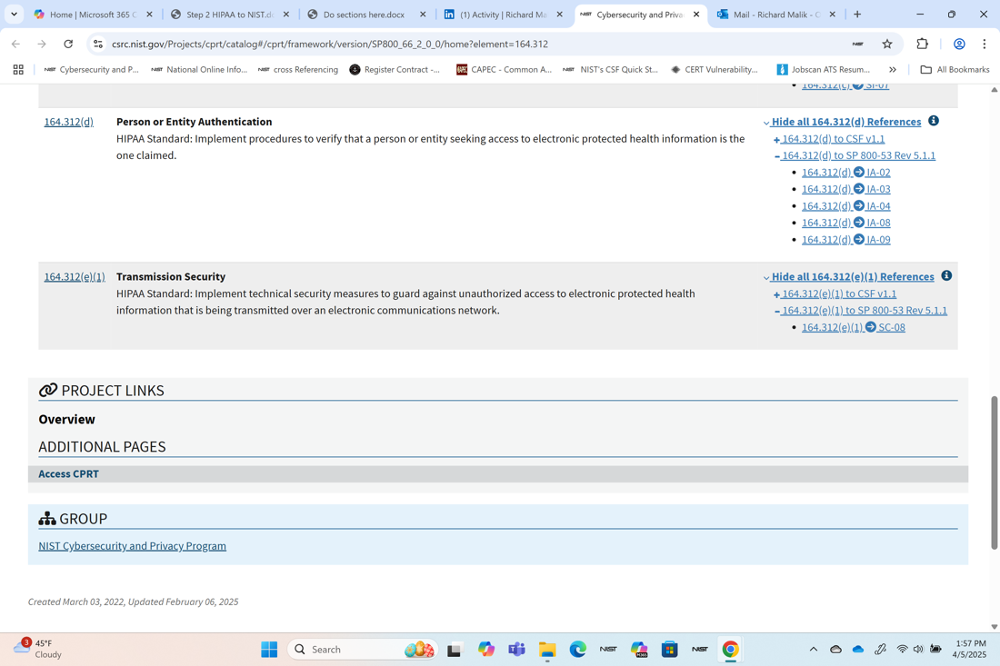 Home | Microsoft 365 C
Step 2 HIPAA to NIST.do
Do sections here.docx
(1) Activity | Richard Ma
Cybersecurity and Priva
Mail - Richard Malik - O
csrc.nist.gov/Projects/cprt/catalog#/cprt/framework/version/SP800_66_2_0_0/home?element=164.312
Cybersecurity and P...
National Online Info...
cross Referencing
Register Contract -...
CAPEC - Common A...
NIST's CSF Quick St...
CERT Vulnerability...
Jobscan ATS Resum...
All Bookmarks
164.312(c) SI-07
164.312(d)
Person or Entity Authentication
HIPAA Standard: Implement procedures to verify that a person or entity seeking access to electronic protected health information is the
one claimed.
Hide all 164.312(d) References
+ 164.312(d) to CSF v1.1
- 164.312(d) to SP 800-53 Rev 5.1.1
• 164.312(d) IA-02
• 164.312(d) IA-03
• 164.312(d) IA-04
• 164.312(d) IA-08
• 164.312(d) IA-09
164.312(e)(1)
Transmission Security
HIPAA Standard: Implement technical security measures to guard against unauthorized access to electronic protected health
information that is being transmitted over an electronic communications network.
Hide all 164.312(e)(1) References
+ 164.312(e)(1) to CSF v1.1
- 164.312(e)(1) to SP 800-53 Rev 5.1.1
• 164.312(e)(1) SC-08
PROJECT LINKS
Overview
ADDITIONAL PAGES
Access CPRT
GROUP
NIST Cybersecurity and Privacy Program
Created March 03, 2022, Updated February 06, 2025
3
45°F
Cloudy
Search
NIST
M365
NIST
1:57 PM
4/5/2025